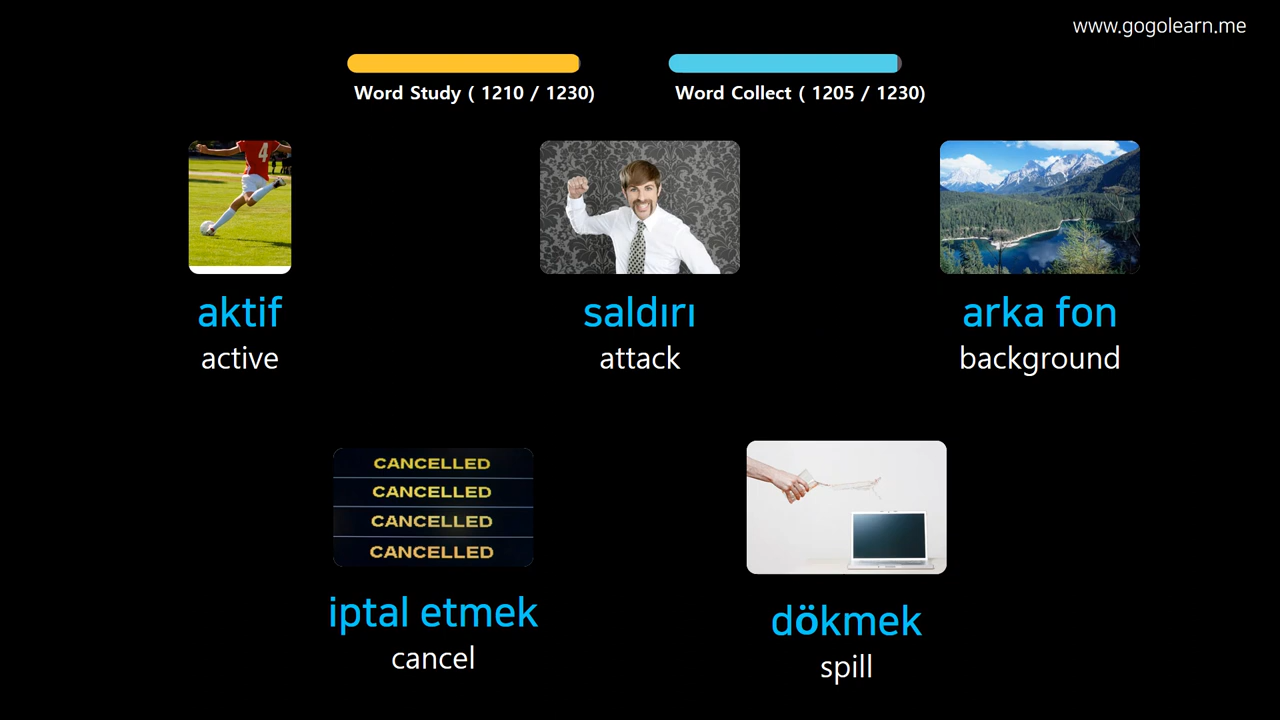 www.gogolearn.me
Word Study ( 1210 / 1230)
Word Collect ( 1205 / 1230)
4
aktif
active
saldırı
attack
arka fon
background
CANCELLED
CANCELLED
CANCELLED
CANCELLED
iptal etmek
cancel
dökmek
spill